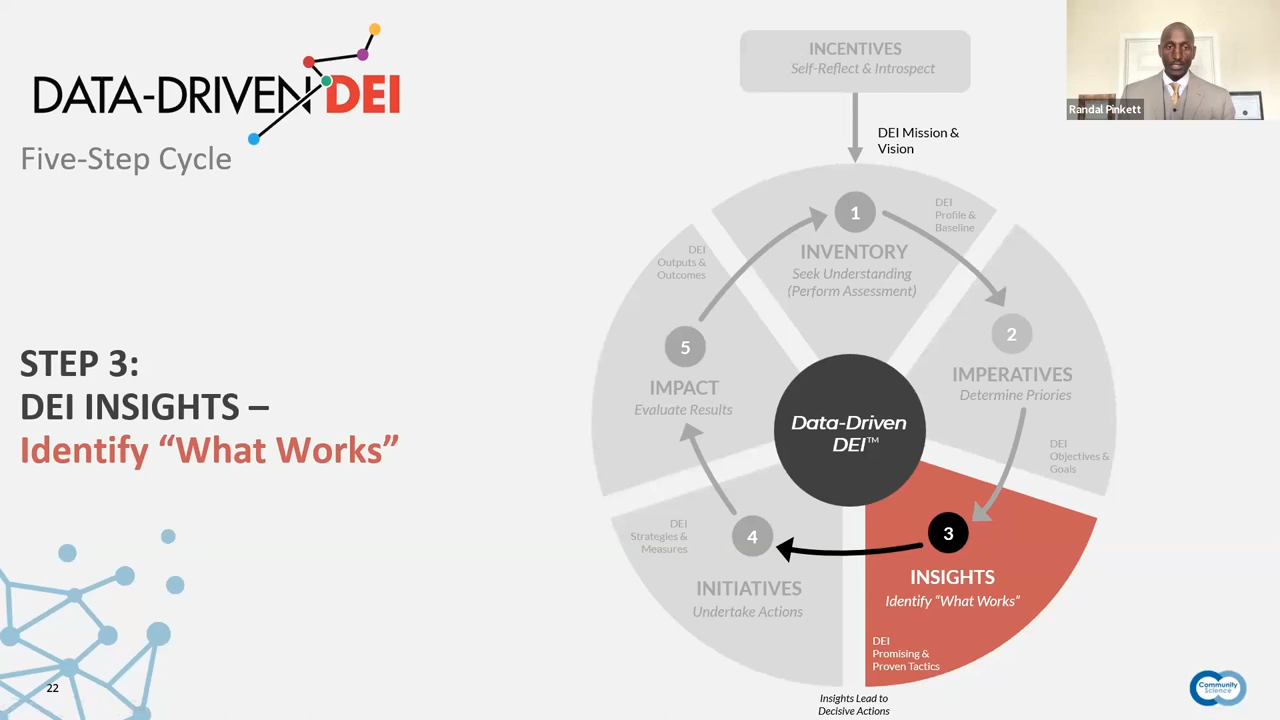 DATA-DRIVEN DEI
Five-Step Cycle
STEP 3:
DEI INSIGHTS –
Identify “What Works”
22
INCENTIVES
Self-Reflect & Introspect
DEI Mission &
Vision
1
INVENTORY
Seek Understanding
(Perform Assessment)
DEI
Profile &
Baseline
2
IMPERATIVES
Determine Priories
DEI
Objectives &
Goals
3
INSIGHTS
Identify “What Works”
DEI
Promising &
Proven Tactics
Insights Lead to
Decisive Actions
4
INITIATIVES
Undertake Actions
DEI
Strategies &
Measures
5
IMPACT
Evaluate Results
DEI
Outputs &
Outcomes
Data-Driven
DEI™
Randal Pinkett
Community
Science